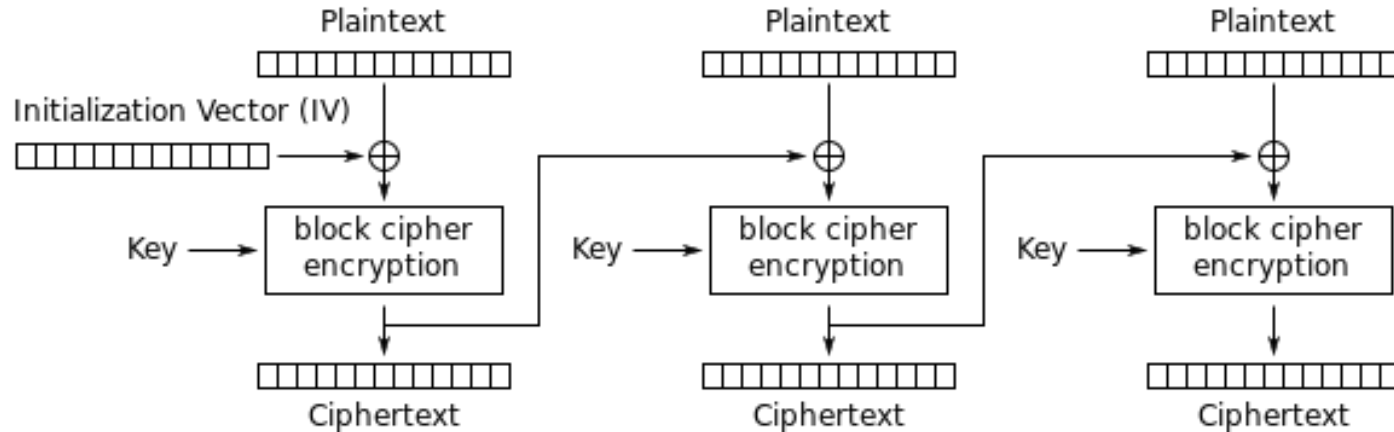 Plaintext
Plaintext
Plaintext
Initialization Vector (IV)
Key
block cipher
encryption
Key
block cipher
encryption
Key
block cipher
encryption
Ciphertext
Ciphertext
Ciphertext